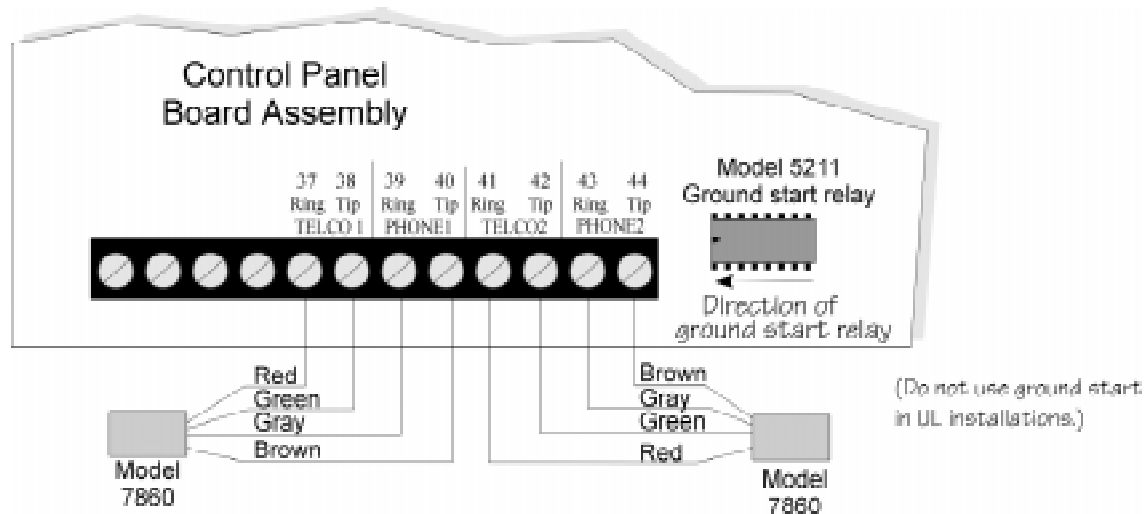 Control Panel
Board Assembly
37 38 39 40 41 42 43 44
Ring Tip Ring Tip Ring Tip Ring Tip
TELCO 1 PHONE1 TELCO2 PHONE2
Model 5211
Ground start relay
Direction of
ground start relay
Red
Green
Gray
Brown
Model
7860
Brown
Gray
Green
Red
Model
7860
(Do not use ground start
in UL installations.)